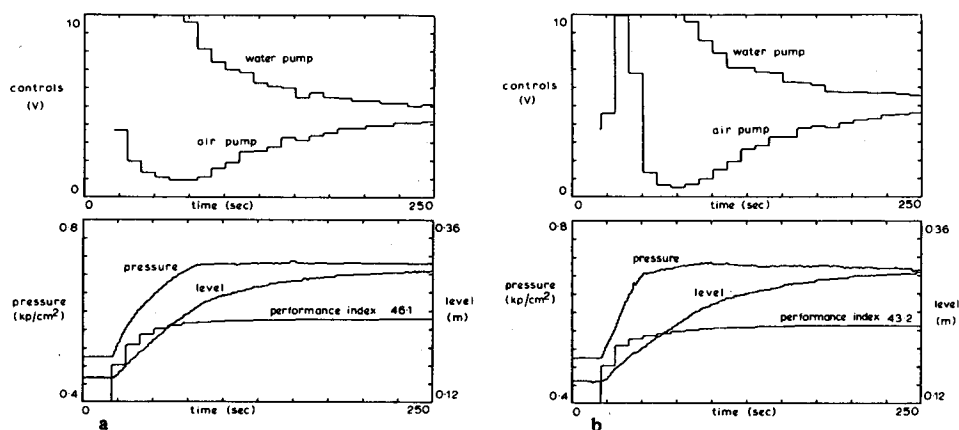 10
water pump
controls
(V)
air pump
0
0
time (sec)
250
0·8
0·36
pressure
level
pressure
(kp/cm²)
level
(m)
performance index 46·1
0·4
0·12
0
time (sec)
250
a
10
water pump
controls
(V)
air pump
0
0
time (sec)
250
0·8
0·36
pressure
level
pressure
(kp/cm²)
level
(m)
performance index 43·2
0·4
0·12
0
time (sec)
250
b